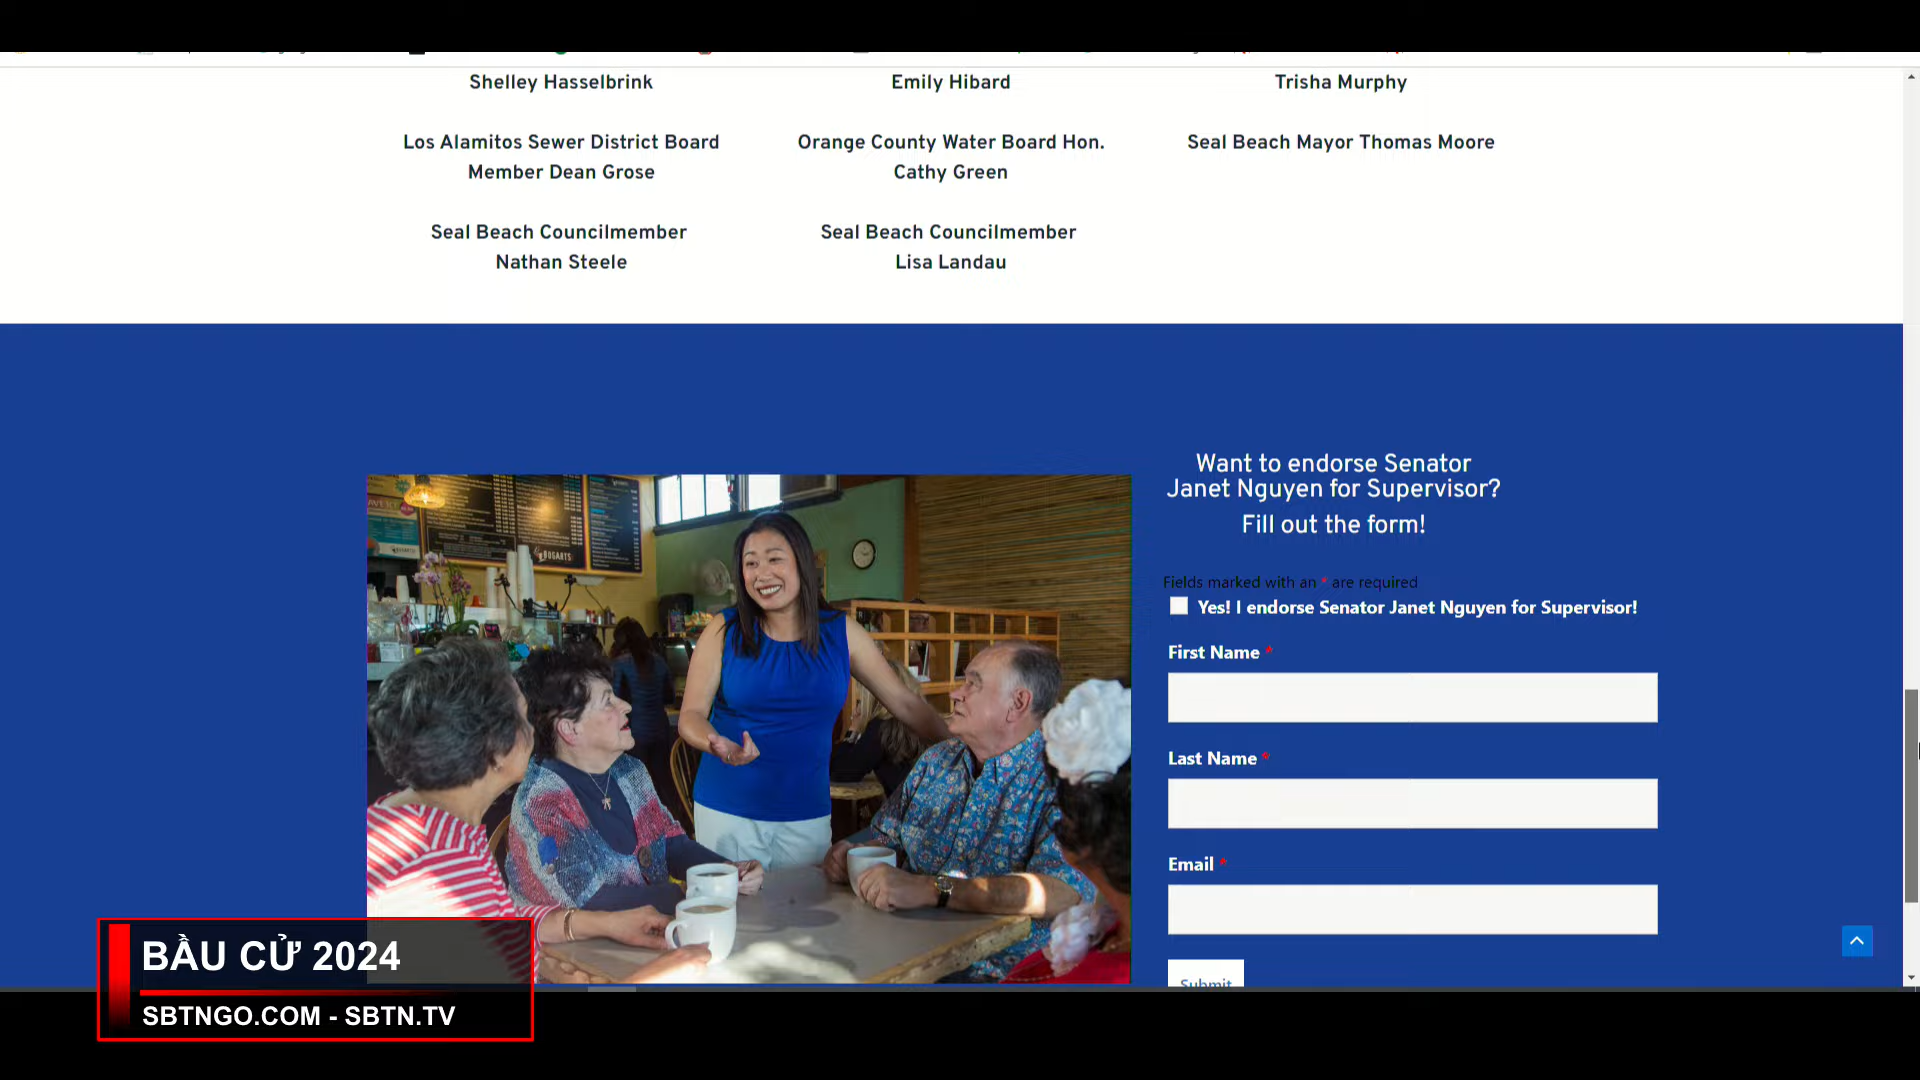 Shelley Hasselbrink
Emily Hibard
Trisha Murphy
Los Alamitos Sewer District Board
Member Dean Grose
Orange County Water Board Hon.
Cathy Green
Seal Beach Mayor Thomas Moore
Seal Beach Councilmember
Nathan Steele
Seal Beach Councilmember
Lisa Landau
Want to endorse Senator
Janet Nguyen for Supervisor?
Fill out the form!
Fields marked with an * are required
Yes! I endorse Senator Janet Nguyen for Supervisor!
First Name *
Last Name *
Email *
Submit
BẦU CỬ 2024
SBTNGO.COM - SBTN.TV